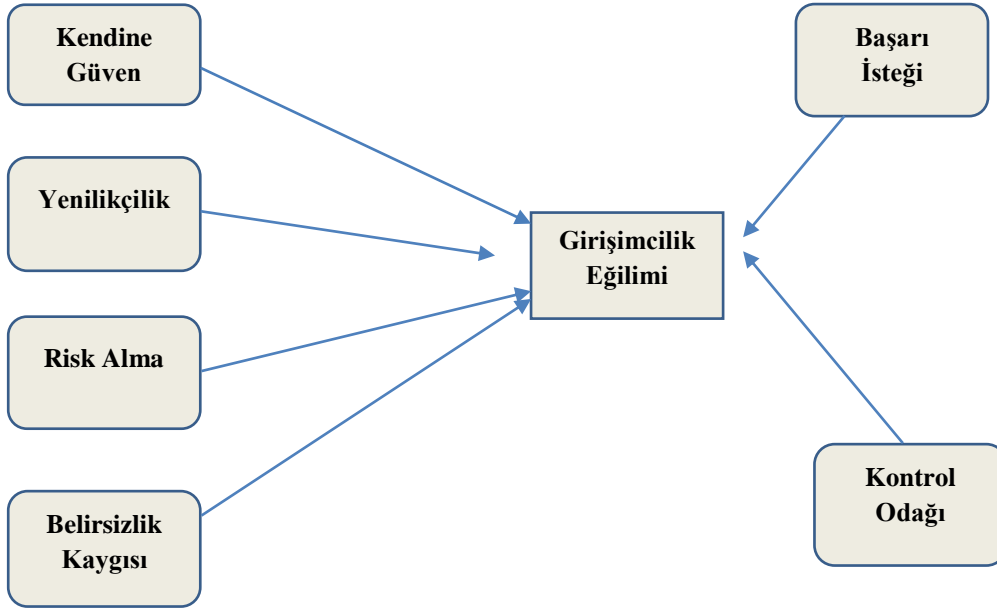 Kendine
Güven
Başarı
İsteği
Yenilikçilik
Girişimcilik
Eğilimi
Risk Alma
Kontrol
Odağı
Belirsizlik
Kaygısı